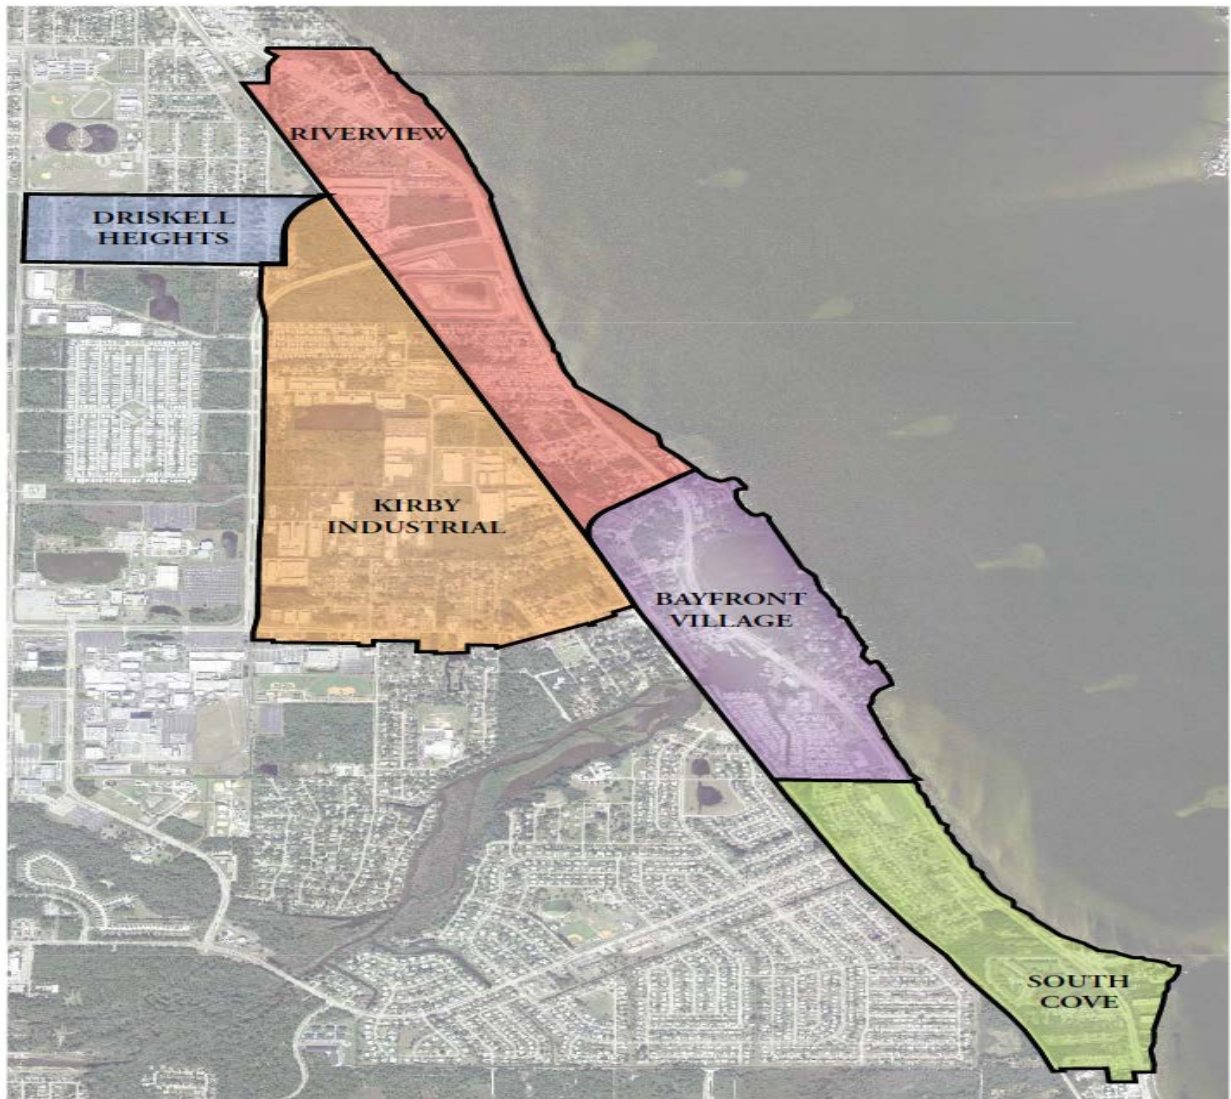 RIVERVIEW
DRISKELL
HEIGHTS
KIRBY
INDUSTRIAL
BAYFRONT
VILLAGE
SOUTH
COVE